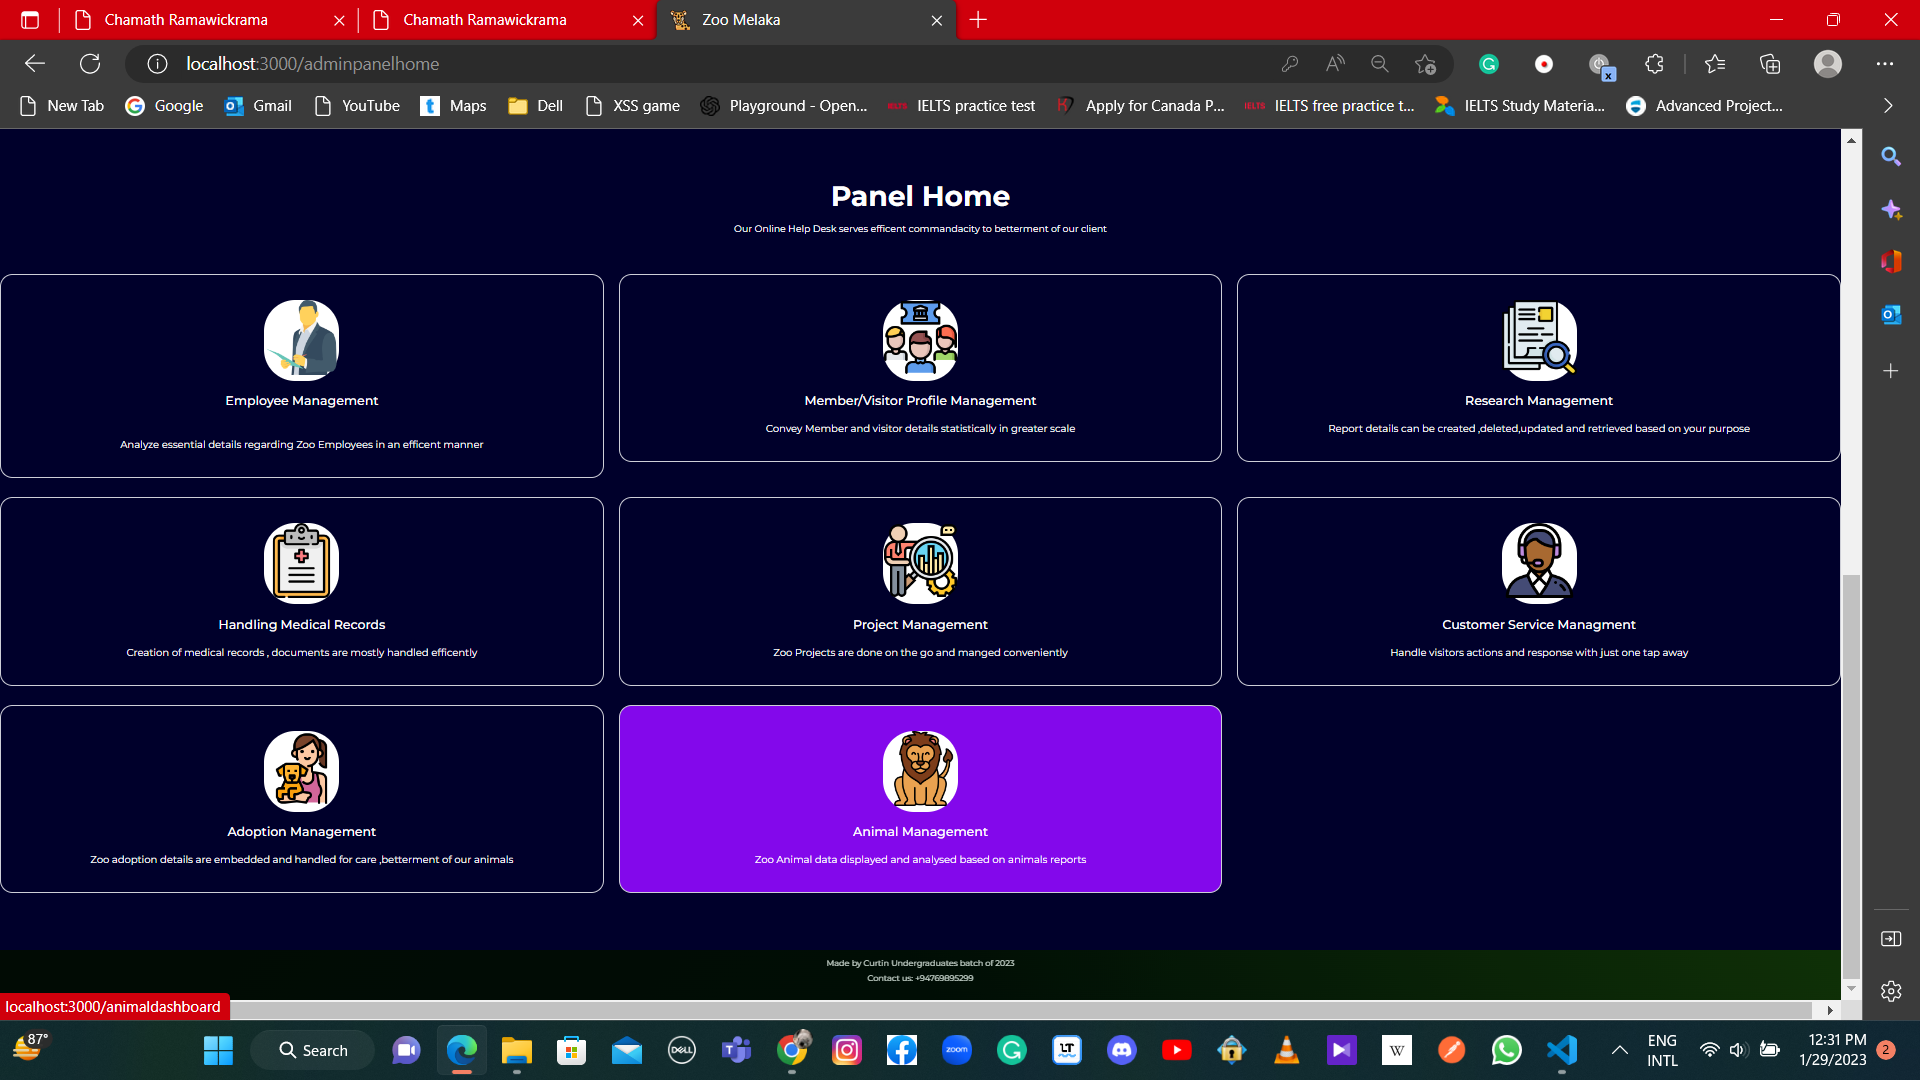 Chamath Ramawickrama
Chamath Ramawickrama
Zoo Melaka
localhost:3000/adminpanelhome
New Tab
Google
Gmail
YouTube
Maps
Dell
XSS game
Playground - Open...
IELTS
IELTS practice test
Apply for Canada P...
IELTS
IELTS free practice t...
IELTS Study Materia...
Advanced Project...
Panel Home
Our Online Help Desk serves efficent commandacity to betterment of our client
Employee Management
Analyze essential details regarding Zoo Employees in an efficent manner
Member/Visitor Profile Management
Convey Member and visitor details statistically in greater scale
Research Management
Report details can be created ,deleted,updated and retrieved based on your purpose
Handling Medical Records
Creation of medical records , documents are mostly handled efficently
Project Management
Zoo Projects are done on the go and manged conveniently
Customer Service Managment
Handle visitors actions and response with just one tap away
Adoption Management
Zoo adoption details are embedded and handled for care ,betterment of our animals
Animal Management
Zoo Animal data displayed and analysed based on animals reports
Made by Curtin Undergraduates batch of 2023
Contact us: +94769895299
localhost:3000/animaldashboard
87°
Search
DELL
zoom
LT
W
ENG
INTL
12:31 PM
1/29/2023
2